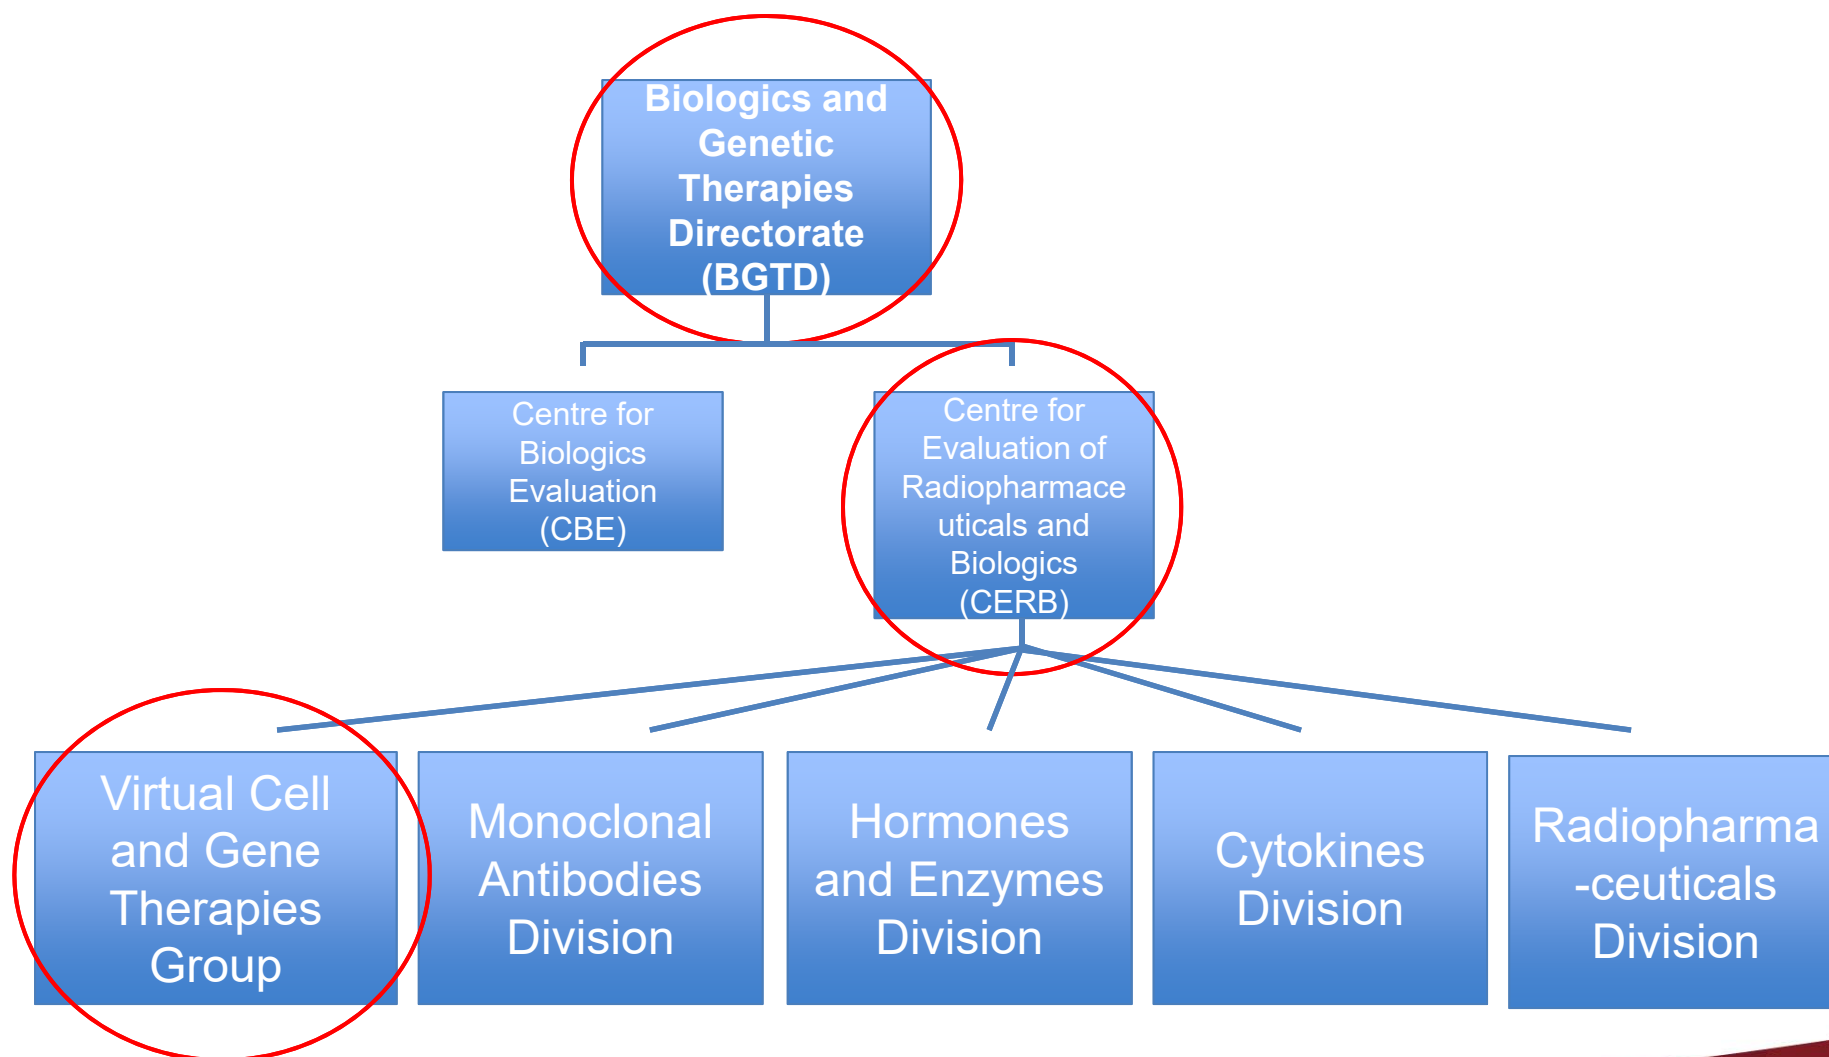 Biologics and
Genetic
Therapies
Directorate
(BGTD)
Centre for
Biologics
Evaluation
(CBE)
Centre for
Evaluation of
Radiopharmace
uticals and
Biologics
(CERB)
Virtual Cell
and Gene
Therapies
Group
Monoclonal
Antibodies
Division
Hormones
and Enzymes
Division
Cytokines
Division
Radiopharma
-ceuticals
Division